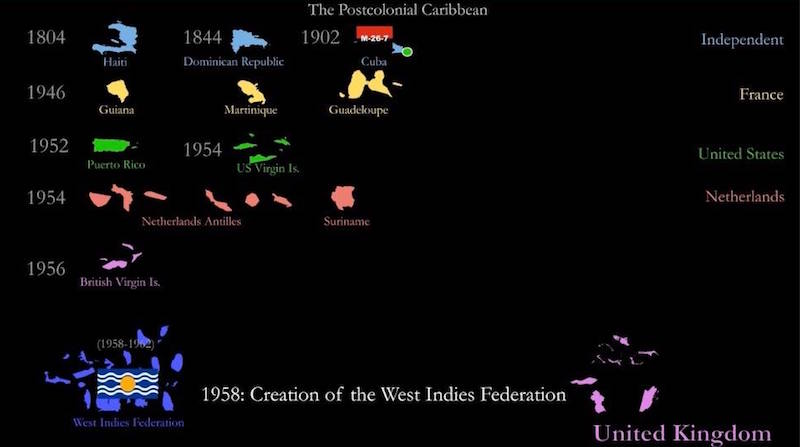 The Postcolonial Caribbean
1804 1844 1902 M-26-7 Independent
Haiti Dominican Republic Cuba
1946 France
Guiana Martinique Guadeloupe
1952 1954 United States
Puerto Rico US Virgin Is.
1954 Netherlands
Netherlands Antilles Suriname
1956
British Virgin Is.
(1958-1962)
1958: Creation of the West Indies Federation
West Indies Federation
United Kingdom